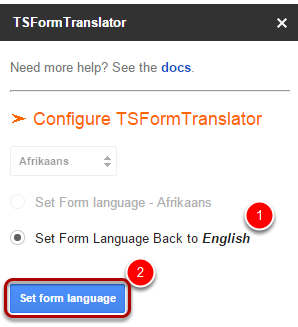 TSFormTranslator ×
Need more help? See the docs.
➤ Configure TSFormTranslator
Afrikaans
Set Form language - Afrikaans
1
Set Form Language Back to English
2
Set form language